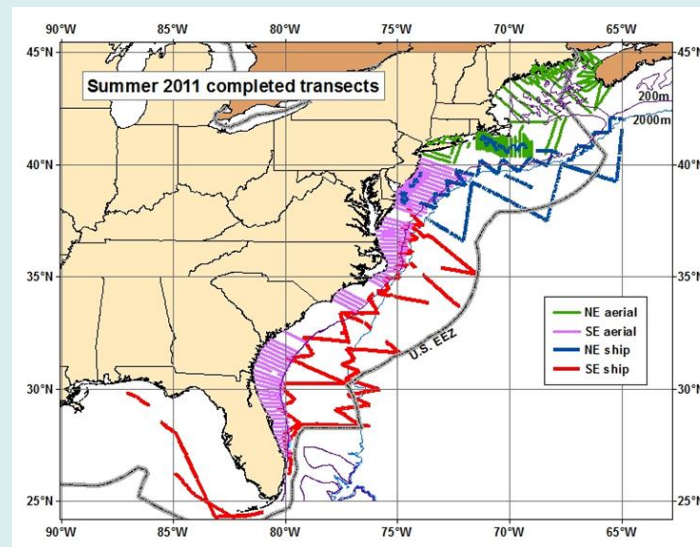 90°W 85°W 80°W 75°W 70°W 65°W
45°N 45°N
Summer 2011 completed transects
200m
2000m
40°N 40°N
35°N 35°N
NE aerial
SE aerial
NE ship
SE ship
U.S. EEZ
30°N 30°N
25°N 25°N
90°W 85°W 80°W 75°W 70°W 65°W